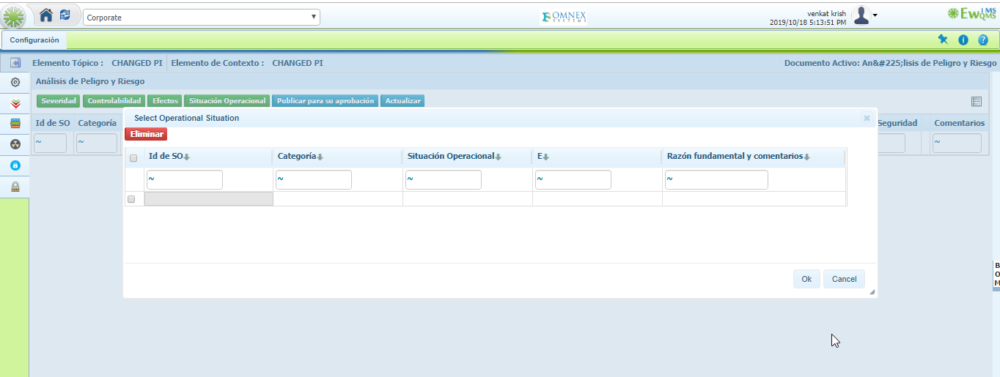 Corporate
OMNEX
SYSTEMS
venkat krish
2019/10/18 5:13:51 PM
EwIMS
QMS
Configuración
Elemento Tópico : CHANGED PI Elemento de Contexto : CHANGED PI Documento Activo: An&#225;lisis de Peligro y Riesgo
Análisis de Peligro y Riesgo
Severidad Controlabilidad Efectos Situación Operacional Publicar para su aprobación Actualizar
Select Operational Situation
Id de SO Categoría Seguridad Comentarios
~ ~ ~
Eliminar
Id de SO Categoría Situación Operacional E Razón fundamental y comentarios
~ ~ ~ ~ ~
Ok Cancel
B
O
M